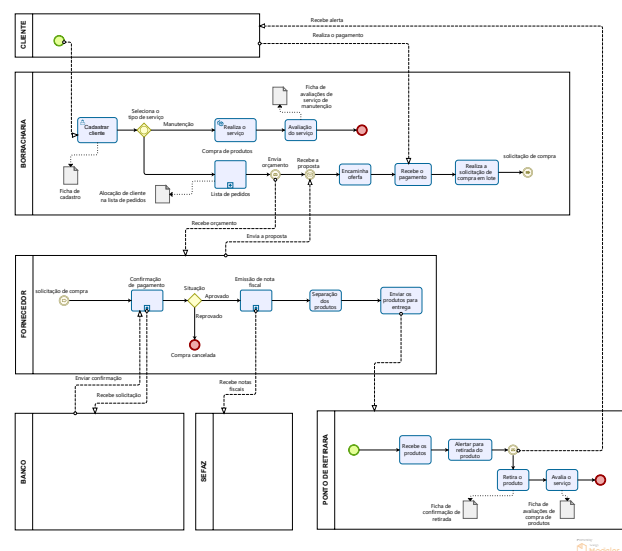 CLIENTE
Recebe alerta
Realiza o pagamento
BORRACHARIA
Cadastrar
cliente
Ficha de
cadastro
Seleciona o
tipo de serviço
Manutenção
Realiza o
serviço
Ficha de
avaliações de
serviço de
manutenção
Avaliação
do serviço
Compra de produtos
Alocação de cliente
na lista de pedidos
Lista de pedidos
Envia
orçamento
Recebe a
proposta
Encaminha
oferfa
Recebe o
pagamento
Realiza a
solicitação de
compra em lote
solicitação de compra
Recebe orçamento
Envia a proposta
FORNECEDOR
solicitação de compra
Confirmação
de pagamento
Situação
Aprovado
Reprovado
Compra cancelada
Emissão de nota
fiscal
Separação
dos
produtos
Enviar os
produtos para
entrega
Enviar confirmação
Recebe solicitação
Recebe notas
fiscais
BANCO
SEFAZ
PONTO DE RETIRARA
Recebe os
produtos
Alertar para
retirada do
produto
Retira o
produto
Avalia o
serviço
Ficha de
confirmação de
retirada
Ficha de
avaliações de
compra de
produtos